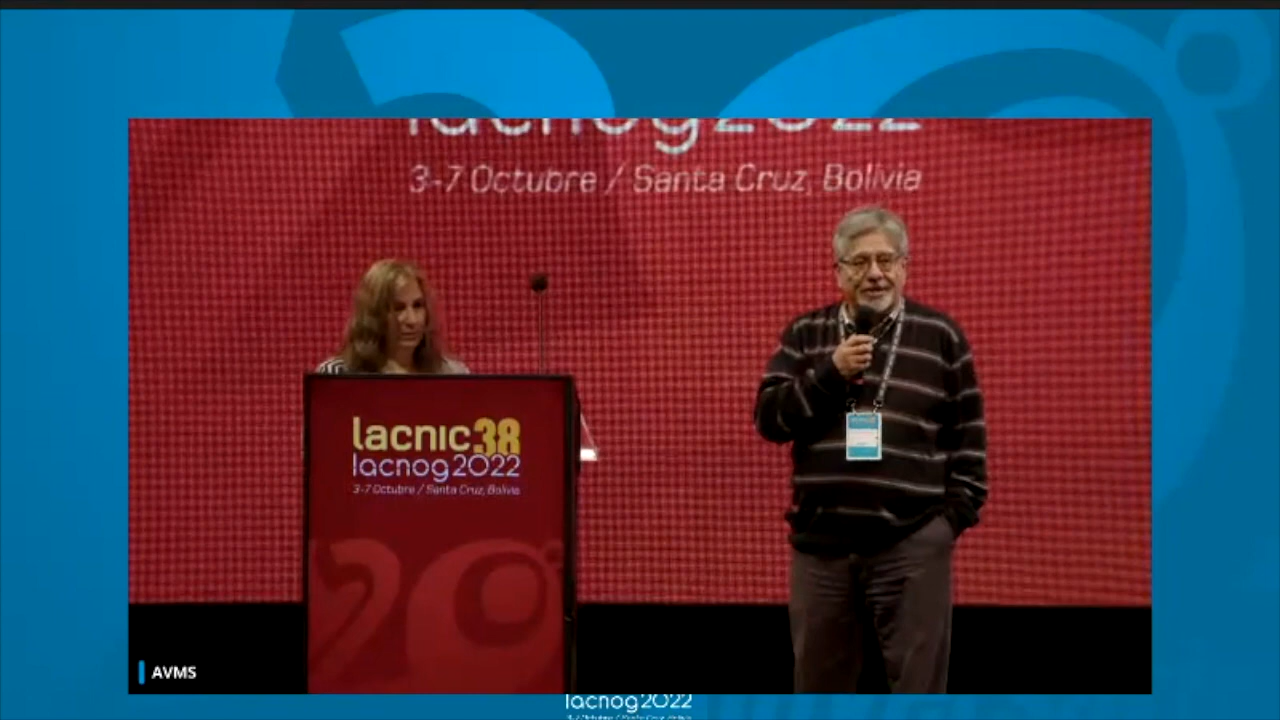 lacnog2022
3-7 Octubre / Santa Cruz, Bolivia
lacnic38
lacnog2022
3-7 Octubre / Santa Cruz, Bolivia
AVMS
lacnog2022